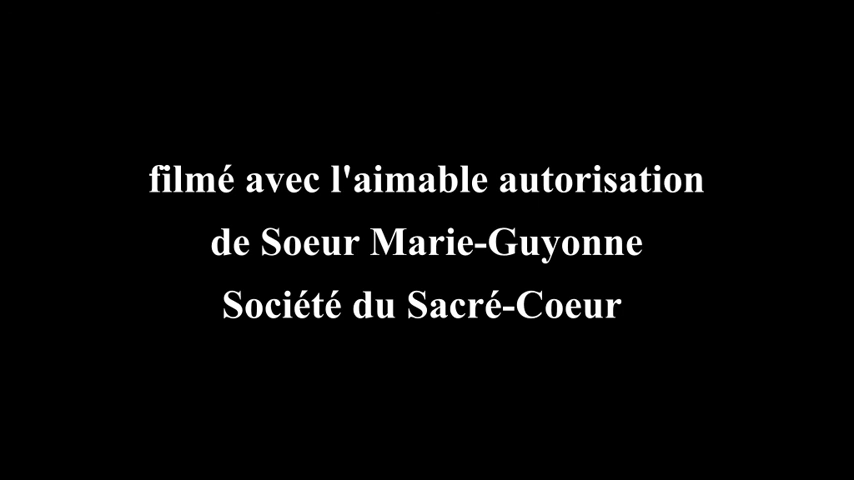 filmé avec l'aimable autorisation
de Soeur Marie-Guyonne
Société du Sacré-Coeur